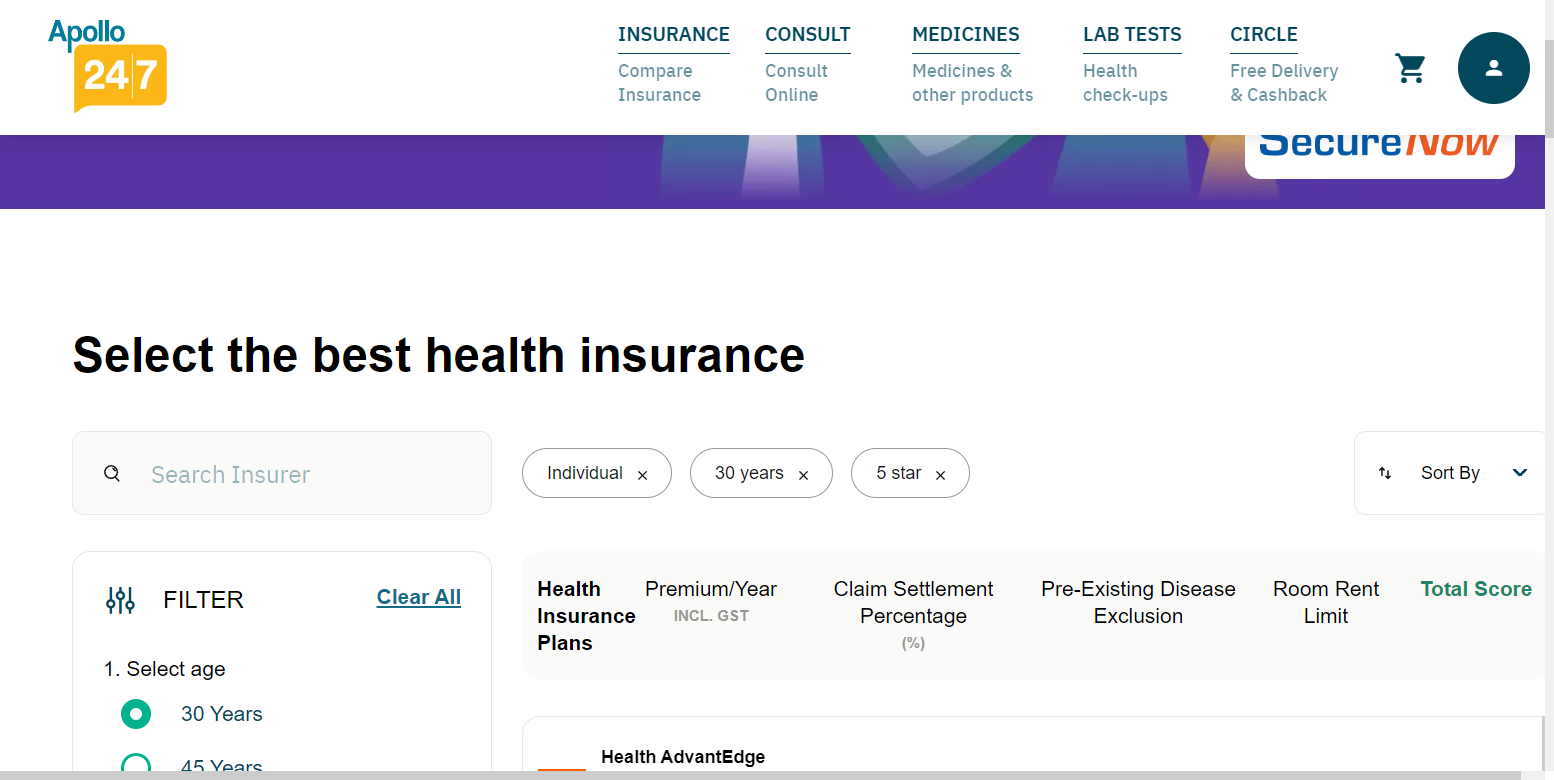 Apollo
24|7
INSURANCE
Compare
Insurance
CONSULT
Consult
Online
MEDICINES
Medicines &
other products
LAB TESTS
Health
check-ups
CIRCLE
Free Delivery
& Cashback
SecureNow
Select the best health insurance
Search Insurer
Individual ×
30 years ×
5 star ×
Sort By
FILTER
Clear All
1. Select age
30 Years
45 Years
Health
Insurance
Plans
Premium/Year
INCL. GST
Claim Settlement
Percentage
(%)
Pre-Existing Disease
Exclusion
Room Rent
Limit
Total Score
Health AdvantEdge